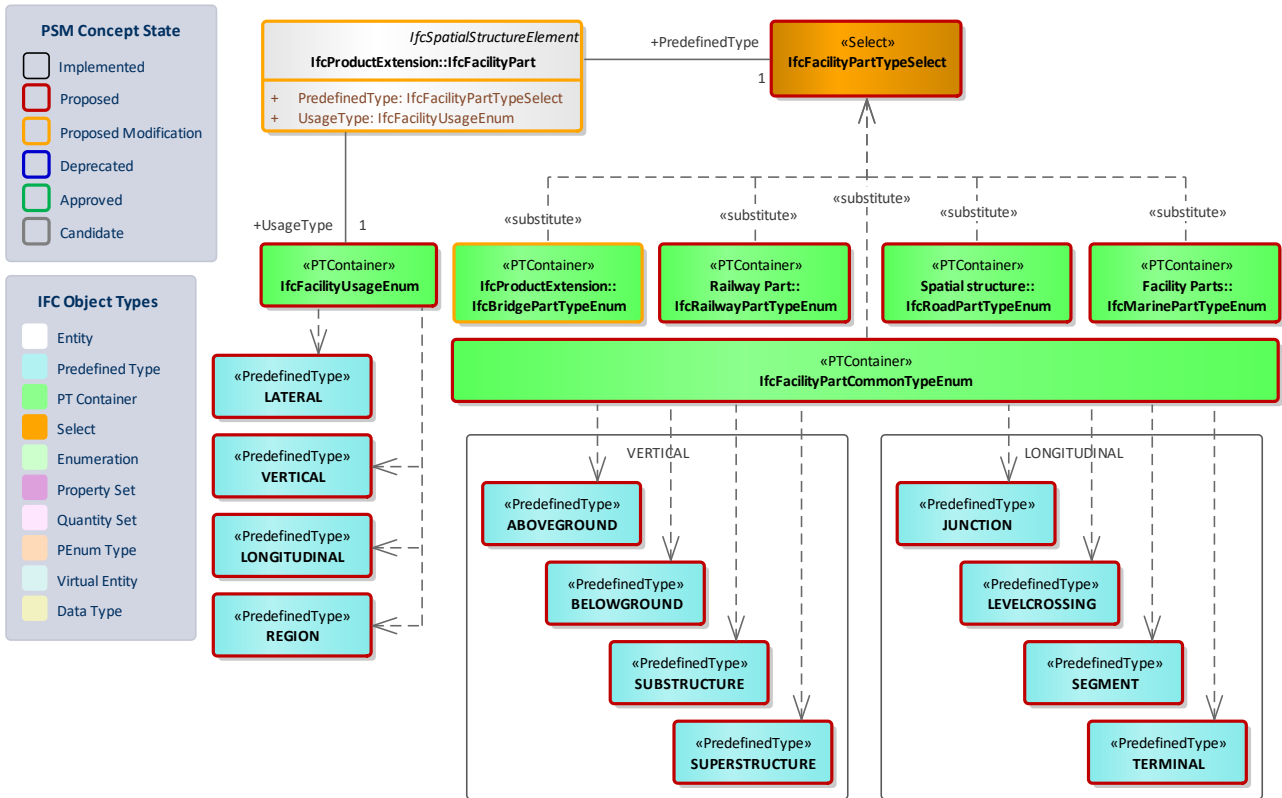 PSM Concept State
Implemented
Proposed
Proposed Modification
Deprecated
Approved
Candidate
IFC Object Types
Entity
Predefined Type
PT Container
Select
Enumeration
Property Set
Quantity Set
PEnum Type
Virtual Entity
Data Type
IfcSpatialStructureElement
IfcProductExtension::IfcFacilityPart
+ PredefinedType: IfcFacilityPartTypeSelect
+ UsageType: IfcFacilityUsageEnum
+PredefinedType
1
«Select»
IfcFacilityPartTypeSelect
«substitute»
«substitute»
«substitute»
«substitute»
«substitute»
+UsageType
1
«PTContainer»
IfcFacilityUsageEnum
«PTContainer»
IfcProductExtension::
IfcBridgePartTypeEnum
«PTContainer»
Railway Part::
IfcRailwayPartTypeEnum
«PTContainer»
Spatial structure::
IfcRoadPartTypeEnum
«PTContainer»
Facility Parts::
IfcMarinePartTypeEnum
«PTContainer»
IfcFacilityPartCommonTypeEnum
«PredefinedType»
LATERAL
«PredefinedType»
VERTICAL
«PredefinedType»
LONGITUDINAL
«PredefinedType»
REGION
VERTICAL
«PredefinedType»
ABOVEGROUND
«PredefinedType»
BELOWGROUND
«PredefinedType»
SUBSTRUCTURE
«PredefinedType»
SUPERSTRUCTURE
LONGITUDINAL
«PredefinedType»
JUNCTION
«PredefinedType»
LEVELCROSSING
«PredefinedType»
SEGMENT
«PredefinedType»
TERMINAL